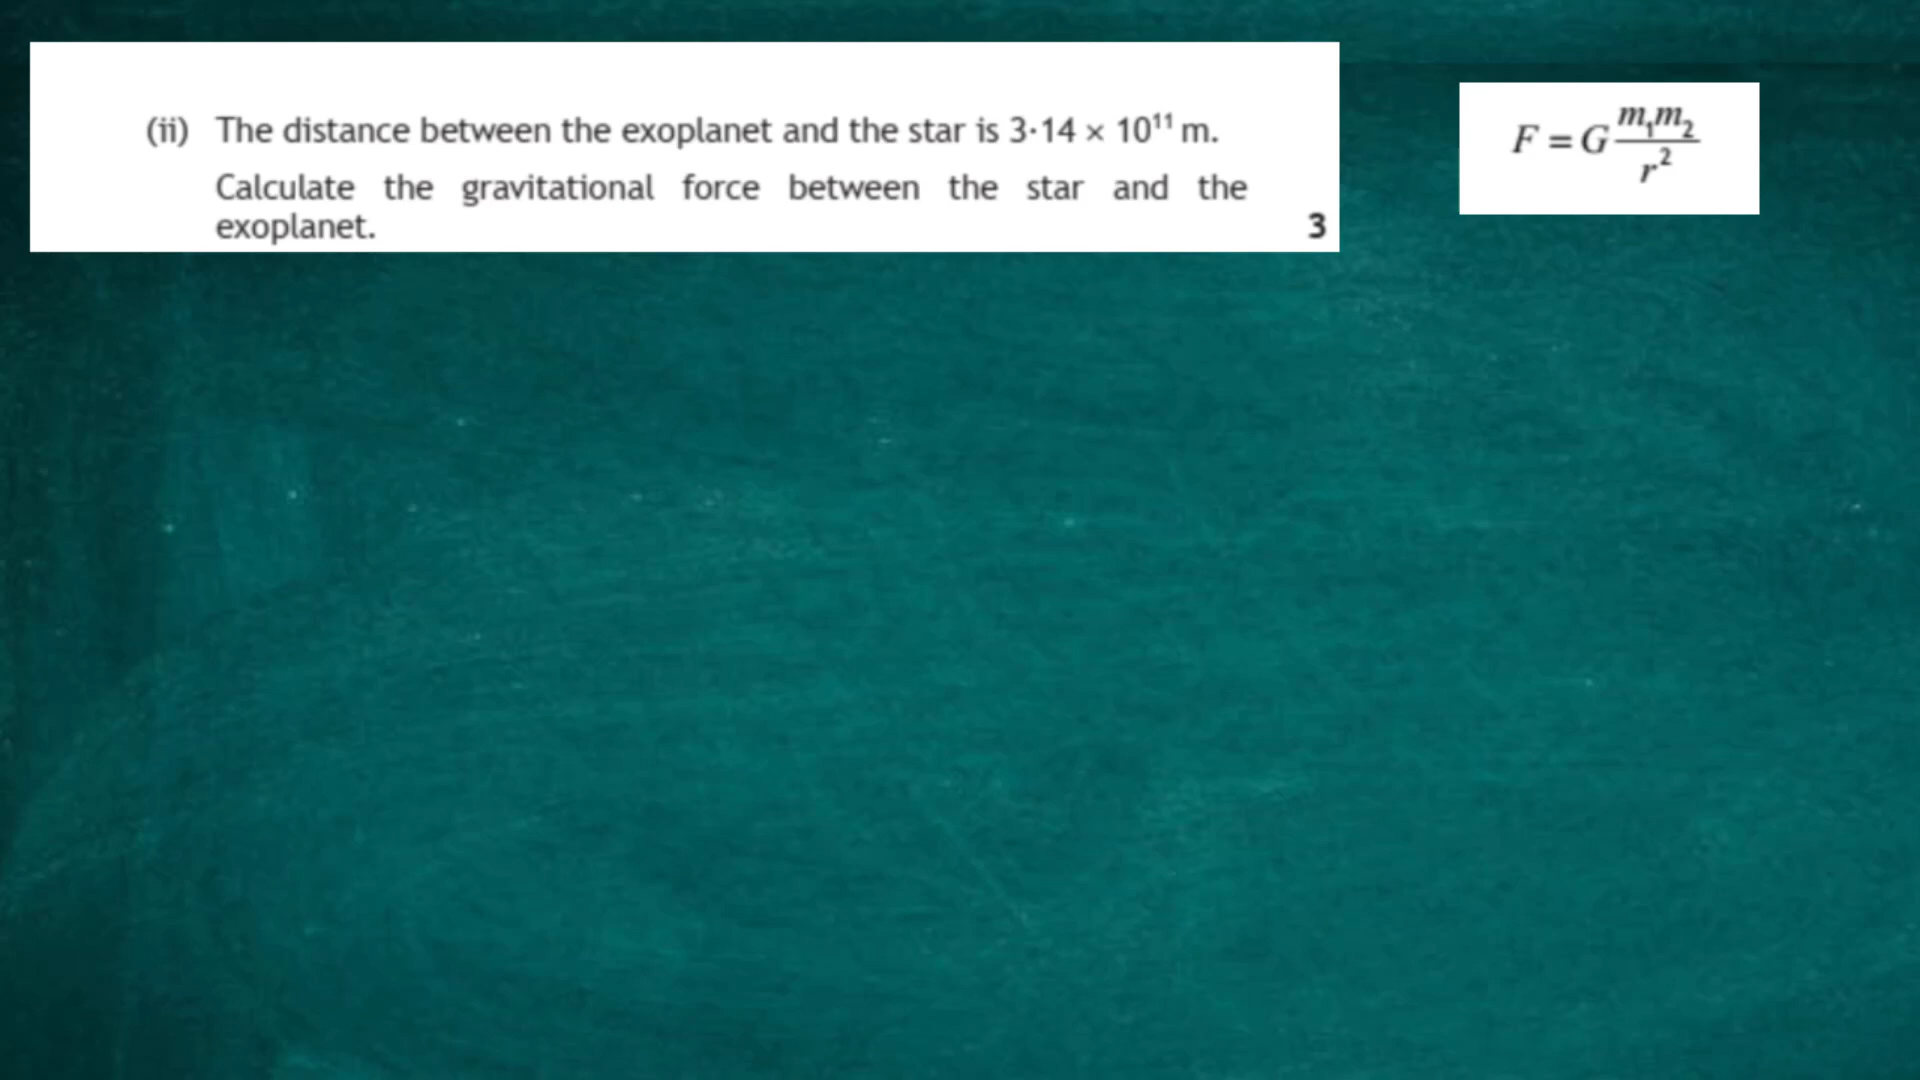 (ii) The distance between the exoplanet and the star is 3·14 × 10¹¹ m.
Calculate the gravitational force between the star and the
exoplanet.
3
F = G m₁m₂ / r²